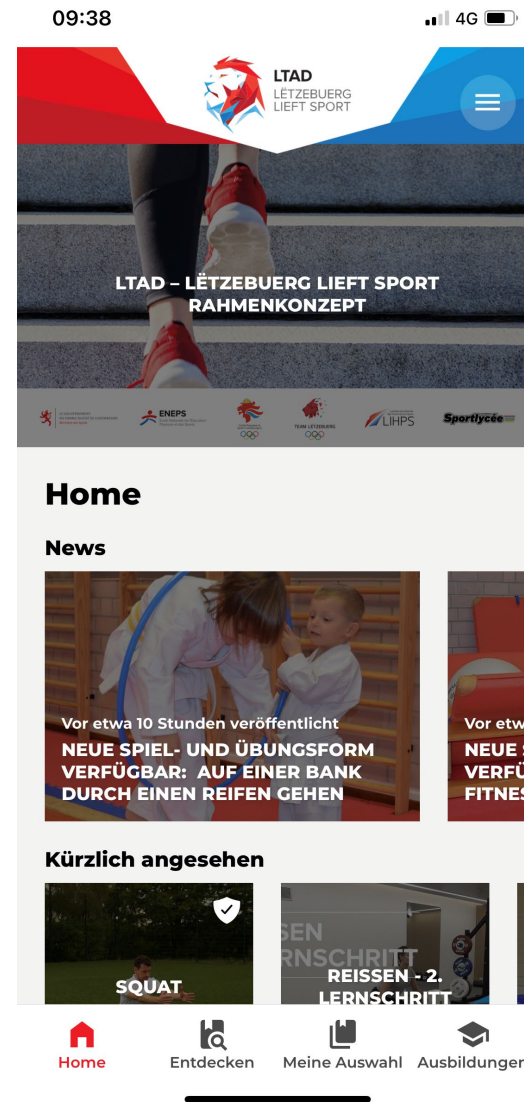 09:38
4G
LTAD
LËTZEBUERG
LIEFT SPORT
LTAD – LËTZEBUERG LIEFT SPORT
RAHMENKONZEPT
ENEPS
TEAM LËTZEBUERG
LIHPS
Sportlycée
Home
News
Vor etwa 10 Stunden veröffentlicht
NEUE SPIEL- UND ÜBUNGSFORM
VERFÜGBAR: AUF EINER BANK
DURCH EINEN REIFEN GEHEN
Vor etw
NEUE
VERFÜ
FITNES
Kürzlich angesehen
SQUAT
SEN
RNSCHRITT
REISSEN - 2.
LERNSCHRITT
Home
Entdecken
Meine Auswahl
Ausbildungen